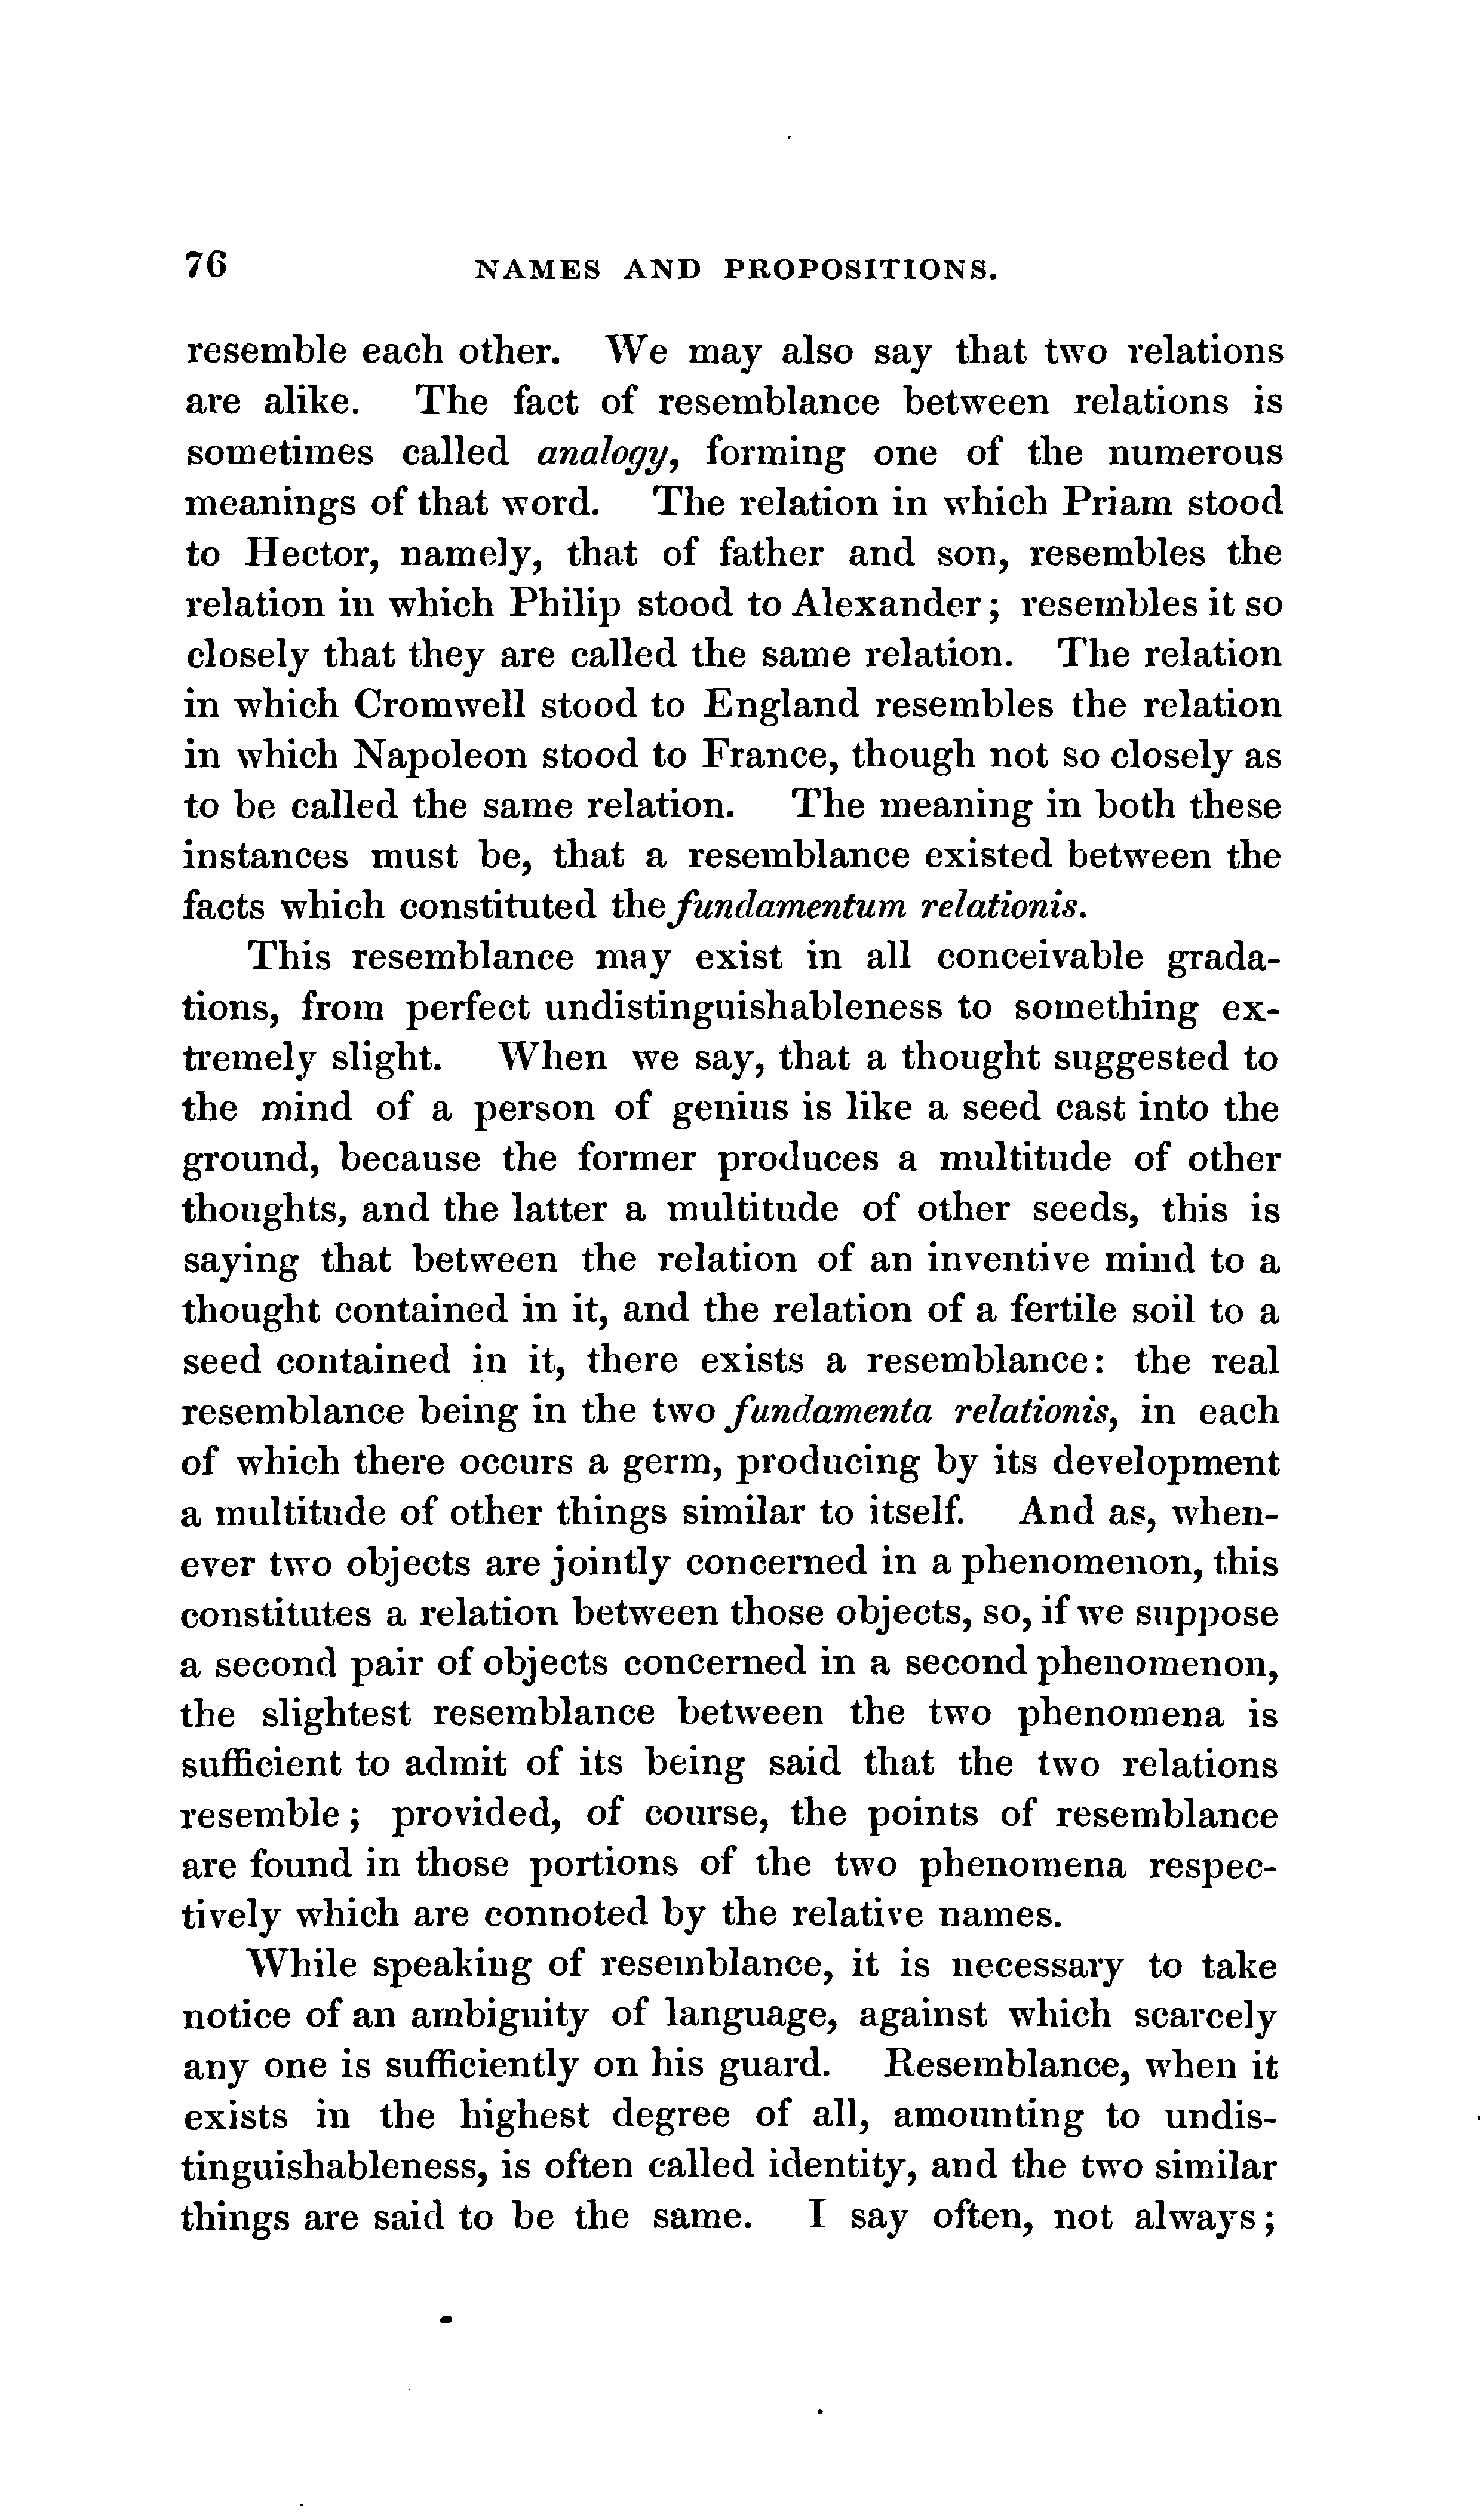 76 NAMES AND PROPOSITIONS.
resemble each other. We may also say that two relations
are alike. The fact of resemblance between relations is
sometimes called analogy, forming one of the numerous
meanings of that word. The relation in which Priam stood
to Hector, namely, that of father and son, resembles the
relation in which Philip stood to Alexander; resembles it so
closely that they are called the same relation. The relation
in which Cromwell stood to England resembles the relation
in which Napoleon stood to France, though not so closely as
to be called the same relation. The meaning in both these
instances must be, that a resemblance existed between the
facts which constituted the fundamentum relationis.
This resemblance may exist in all conceivable grada-
tions, from perfect undistinguishableness to something ex-
tremely slight. When we say, that a thought suggested to
the mind of a person of genius is like a seed cast into the
ground, because the former produces a multitude of other
thoughts, and the latter a multitude of other seeds, this is
saying that between the relation of an inventive mind to a
thought contained in it, and the relation of a fertile soil to a
seed contained in it, there exists a resemblance: the real
resemblance being in the two fundamenta relationis, in each
of which there occurs a germ, producing by its development
a multitude of other things similar to itself. And as, when-
ever two objects are jointly concerned in a phenomenon, this
constitutes a relation between those objects, so, if we suppose
a second pair of objects concerned in a second phenomenon,
the slightest resemblance between the two phenomena is
sufficient to admit of its being said that the two relations
resemble; provided, of course, the points of resemblance
are found in those portions of the two phenomena respec-
tively which are connoted by the relative names.
While speaking of resemblance, it is necessary to take
notice of an ambiguity of language, against which scarcely
any one is sufficiently on his guard. Resemblance, when it
exists in the highest degree of all, amounting to undis-
tinguishableness, is often called identity, and the two similar
things are said to be the same. I say often, not always;